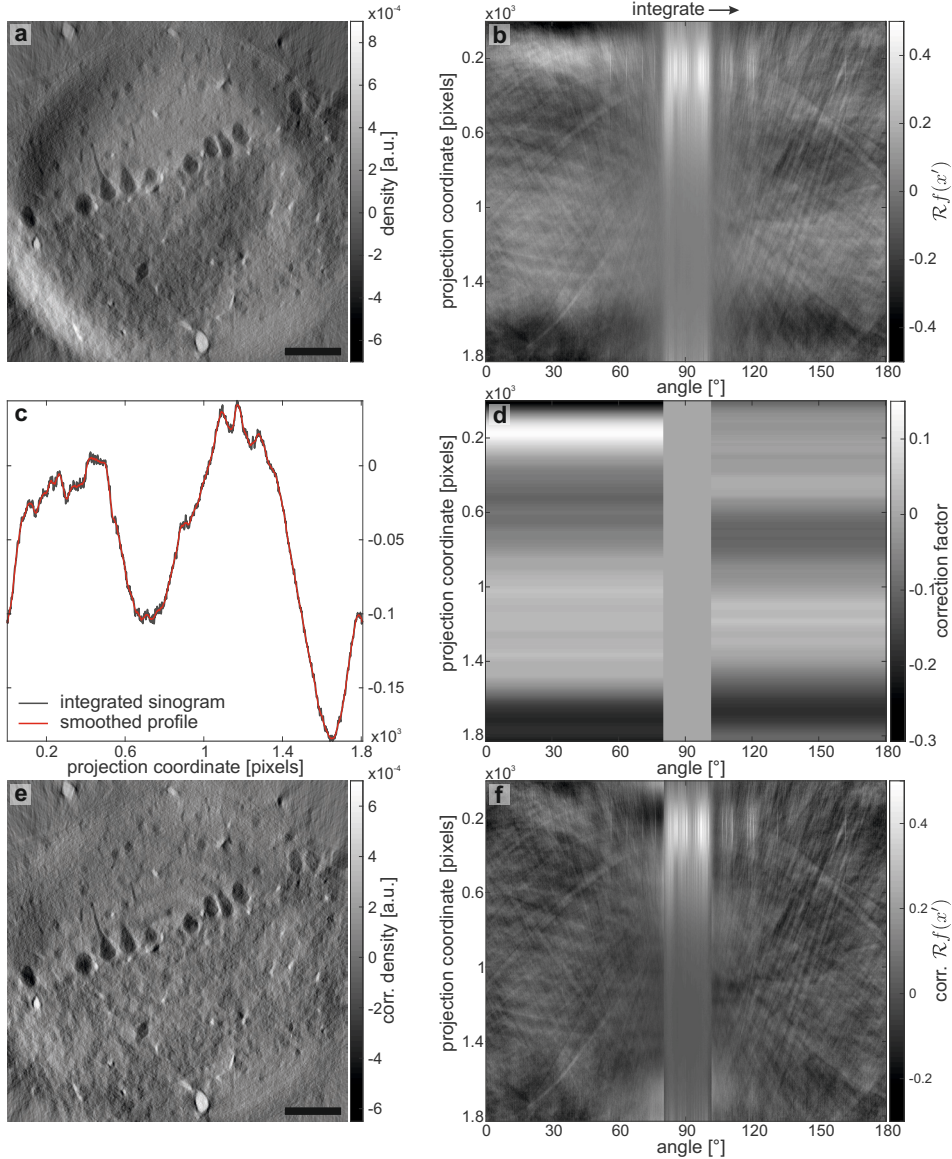 a
x10⁻⁴
8
6
4
2
0
-2
-4
-6
density [a.u.]
integrate →
b
x10³
0.2
0.6
1
1.4
1.8
projection coordinate [pixels]
0 30 60 90 120 150 180
angle [°]
0.4
0.2
0
-0.2
-0.4
ℛf(x′)
c
0
-0.05
-0.1
-0.15
integrated sinogram
smoothed profile
x10³
0.2 0.6 1 1.4 1.8
projection coordinate [pixels]
d
x10³
0.2
0.6
1
1.4
1.8
projection coordinate [pixels]
0 30 60 90 120 150 180
angle [°]
0.1
0
-0.1
-0.2
-0.3
correction factor
e
x10⁻⁴
6
4
2
0
-2
-4
-6
corr. density [a.u.]
f
x10³
0.2
0.6
1
1.4
1.8
projection coordinate [pixels]
0 30 60 90 120 150 180
angle [°]
0.4
0.2
0
-0.2
corr. ℛf(x′)